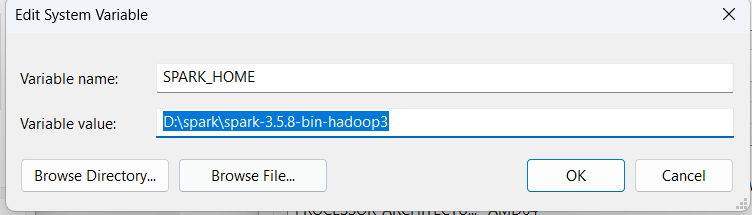 Edit System Variable
Variable name: SPARK_HOME
Variable value: D:\spark\spark-3.5.8-bin-hadoop3
Browse Directory... Browse File... OK Cancel